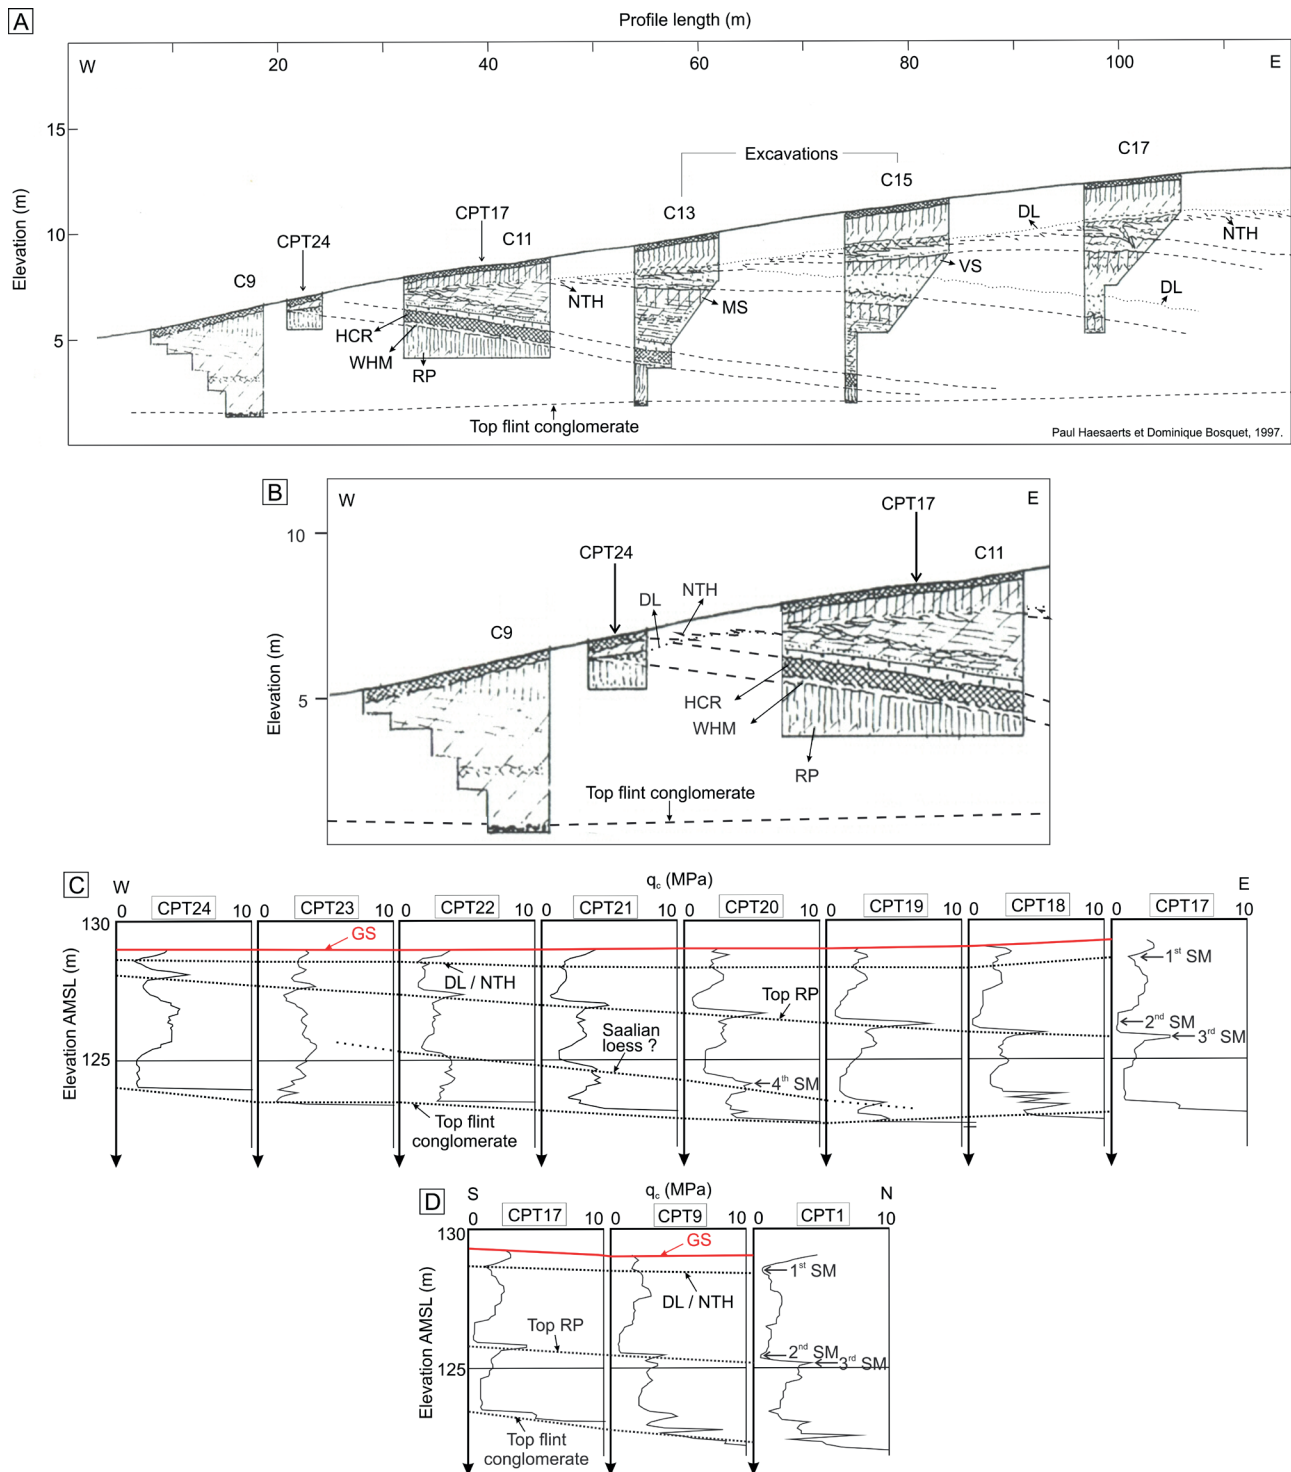 A
Profile length (m)
W
20
40
60
80
100
E
15
10
5
Elevation (m)
Excavations
C17
C15
CPT17
C13
C11
CPT24
C9
DL
NTH
VS
DL
NTH
MS
HCR
WHM
RP
Top flint conglomerate
Paul Haesaerts et Dominique Bosquet, 1997.
B
W
E
CPT17
10
CPT24
C11
NTH
DL
C9
Elevation (m)
5
HCR
WHM
RP
Top flint conglomerate
C
W
qc (MPa)
E
0 CPT24 10
0 CPT23 10
0 CPT22 10
0 CPT21 10
0 CPT20 10
0 CPT19 10
0 CPT18 10
0 CPT17 10
130
GS
1st SM
DL / NTH
Top RP
2nd SM
3rd SM
Saalian
loess ?
125
4th SM
Top flint
conglomerate
Elevation AMSL (m)
D
S
qc (MPa)
N
0 CPT17 10
0 CPT9 10
0 CPT1 10
130
GS
1st SM
DL / NTH
Top RP
2nd SM
3rd SM
125
Top flint
conglomerate
Elevation AMSL (m)